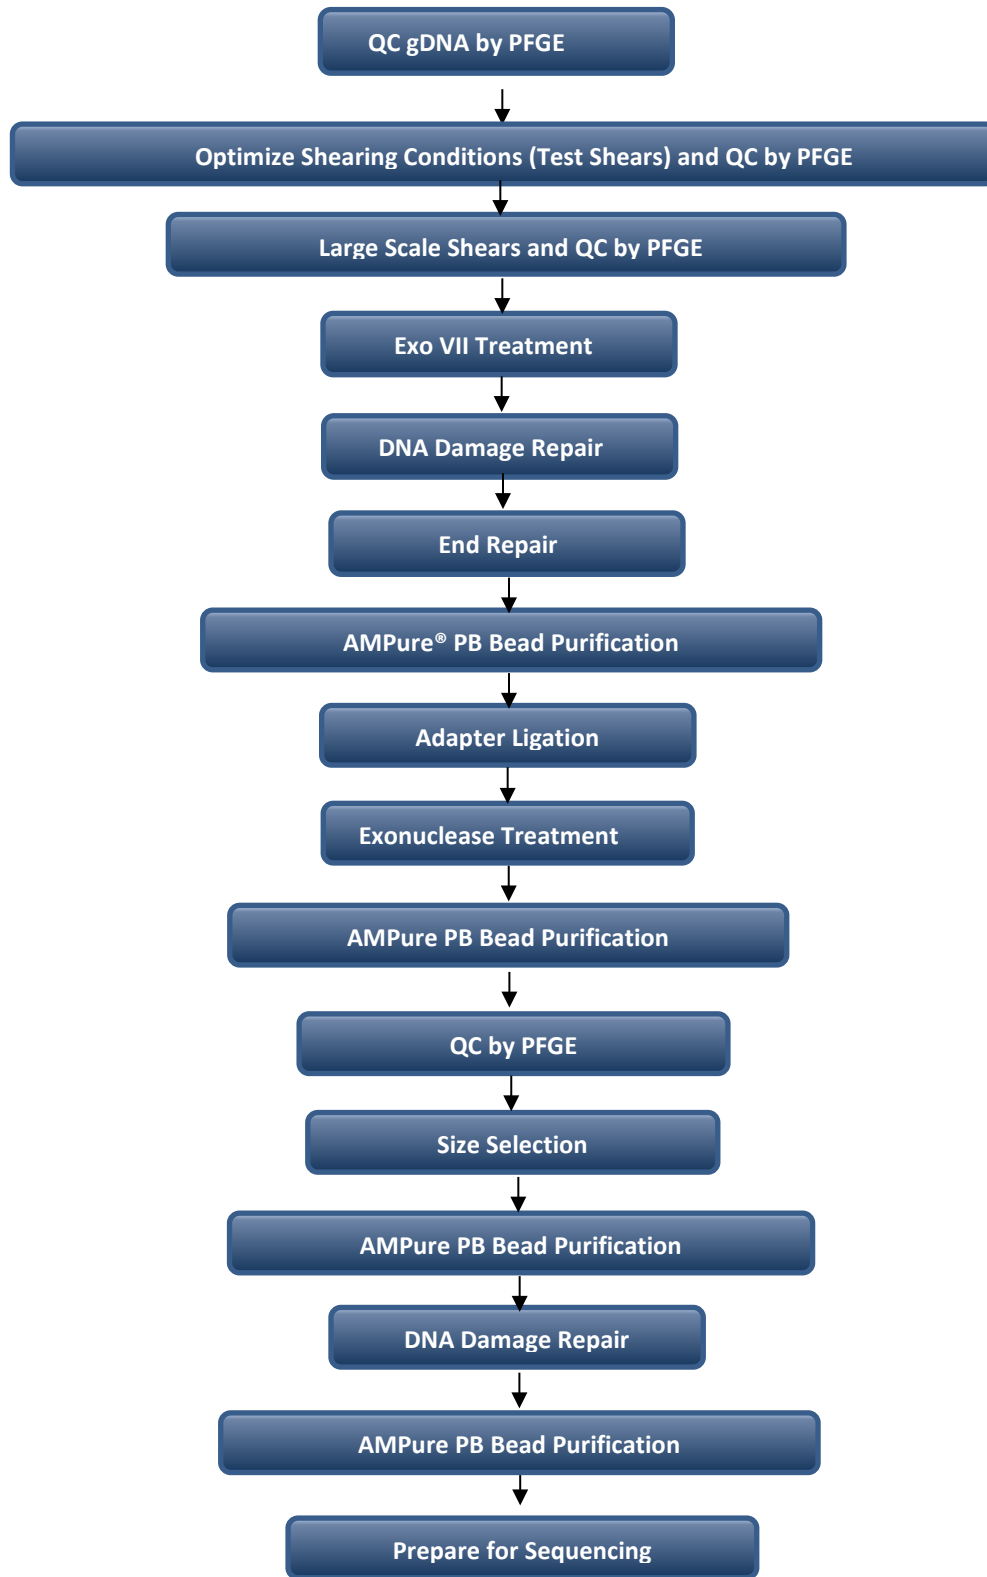 QC gDNA by PFGE
Optimize Shearing Conditions (Test Shears) and QC by PFGE
Large Scale Shears and QC by PFGE
Exo VII Treatment
DNA Damage Repair
End Repair
AMPure® PB Bead Purification
Adapter Ligation
Exonuclease Treatment
AMPure PB Bead Purification
QC by PFGE
Size Selection
AMPure PB Bead Purification
DNA Damage Repair
AMPure PB Bead Purification
Prepare for Sequencing